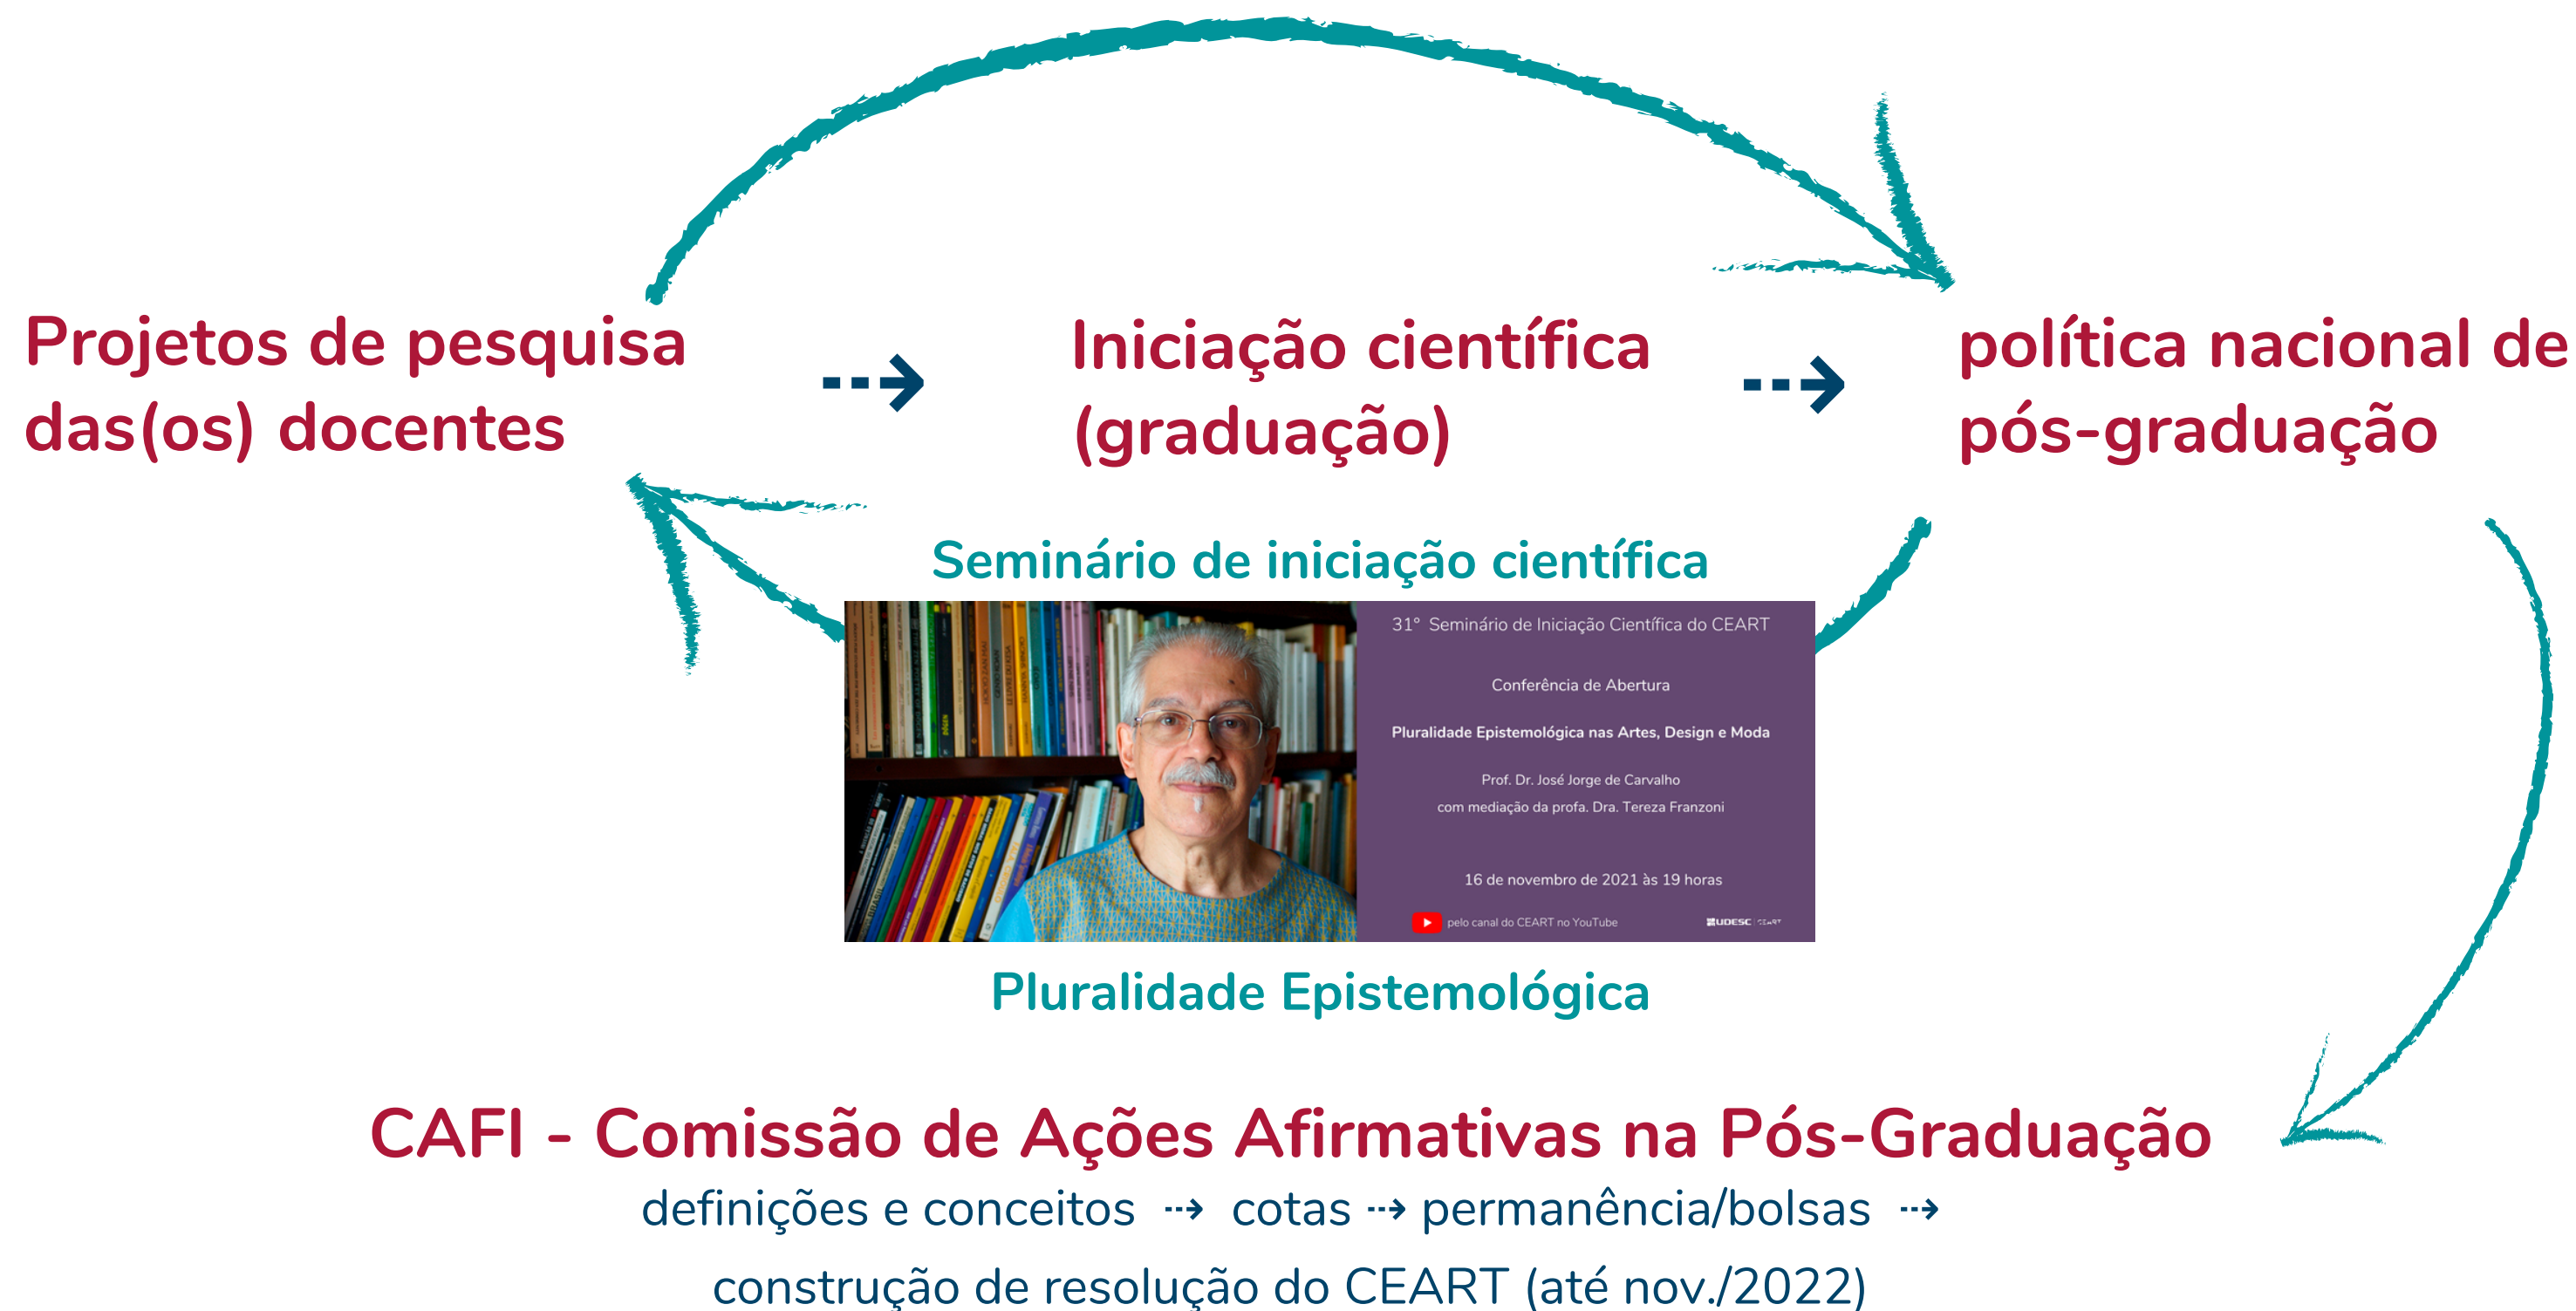 Projetos de pesquisa
das(os) docentes
Iniciação científica
(graduação)
política nacional de
pós-graduação
Seminário de iniciação científica
31° Seminário de Iniciação Científica do CEART
Conferência de Abertura
Pluralidade Epistemológica nas Artes, Design e Moda
Prof. Dr. José Jorge de Carvalho
com mediação da profa. Dra. Tereza Franzoni
16 de novembro de 2021 às 19 horas
pelo canal do CEART no YouTube
UDESC CEART
Pluralidade Epistemológica
CAFI - Comissão de Ações Afirmativas na Pós-Graduação
definições e conceitos ⇢ cotas ⇢ permanência/bolsas ⇢
construção de resolução do CEART (até nov./2022)